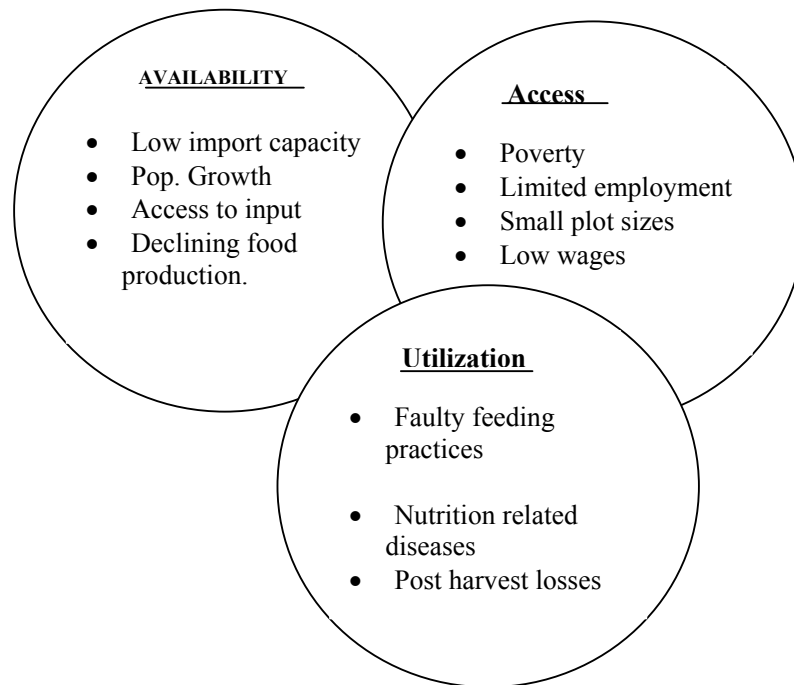 AVAILABILITY
• Low import capacity
• Pop. Growth
• Access to input
• Declining food
production.
Access
• Poverty
• Limited employment
• Small plot sizes
• Low wages
Utilization
• Faulty feeding
practices
• Nutrition related
diseases
• Post harvest losses